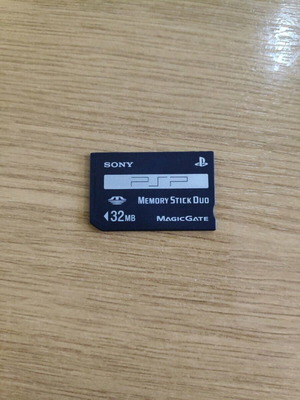 SONY
PSP
MEMORY STICK DUO
32MB
MAGICGATE